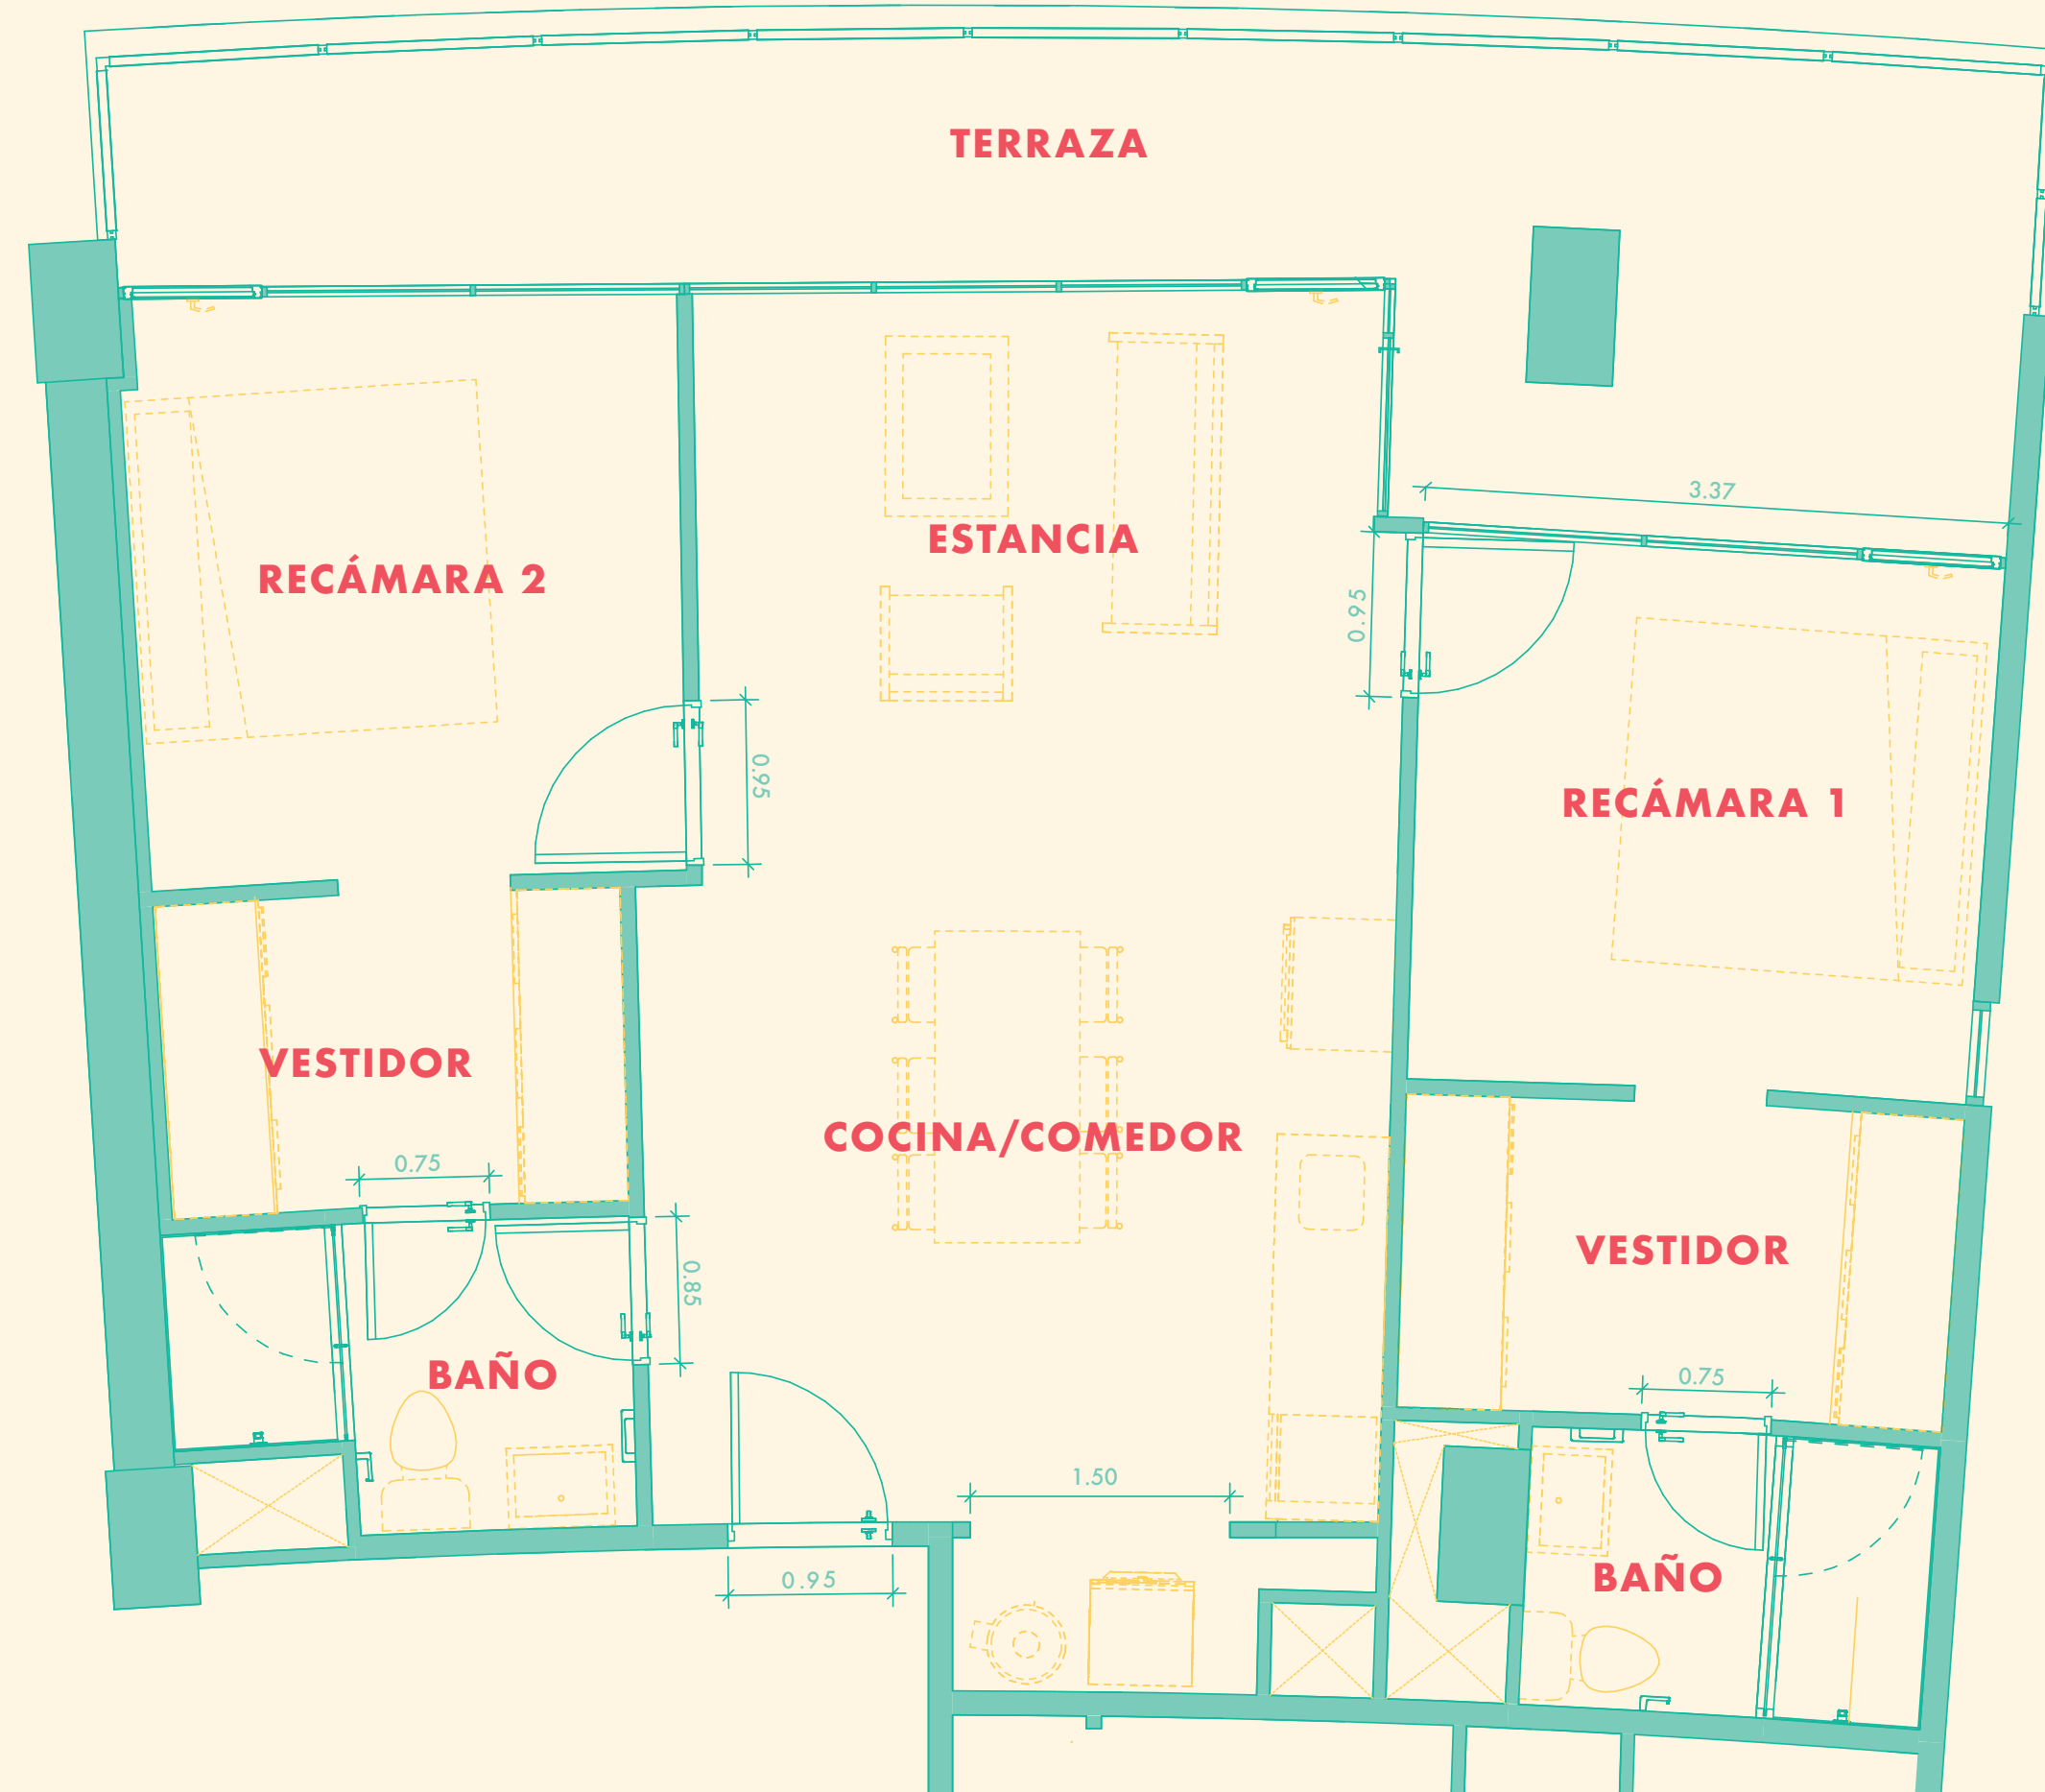 TERRAZA
3.37
ESTANCIA
RECÁMARA 2
0.95
0.95
RECÁMARA 1
VESTIDOR
COCINA/COMEDOR
0.75
VESTIDOR
0.85
BAÑO
0.75
1.50
BAÑO
0.95